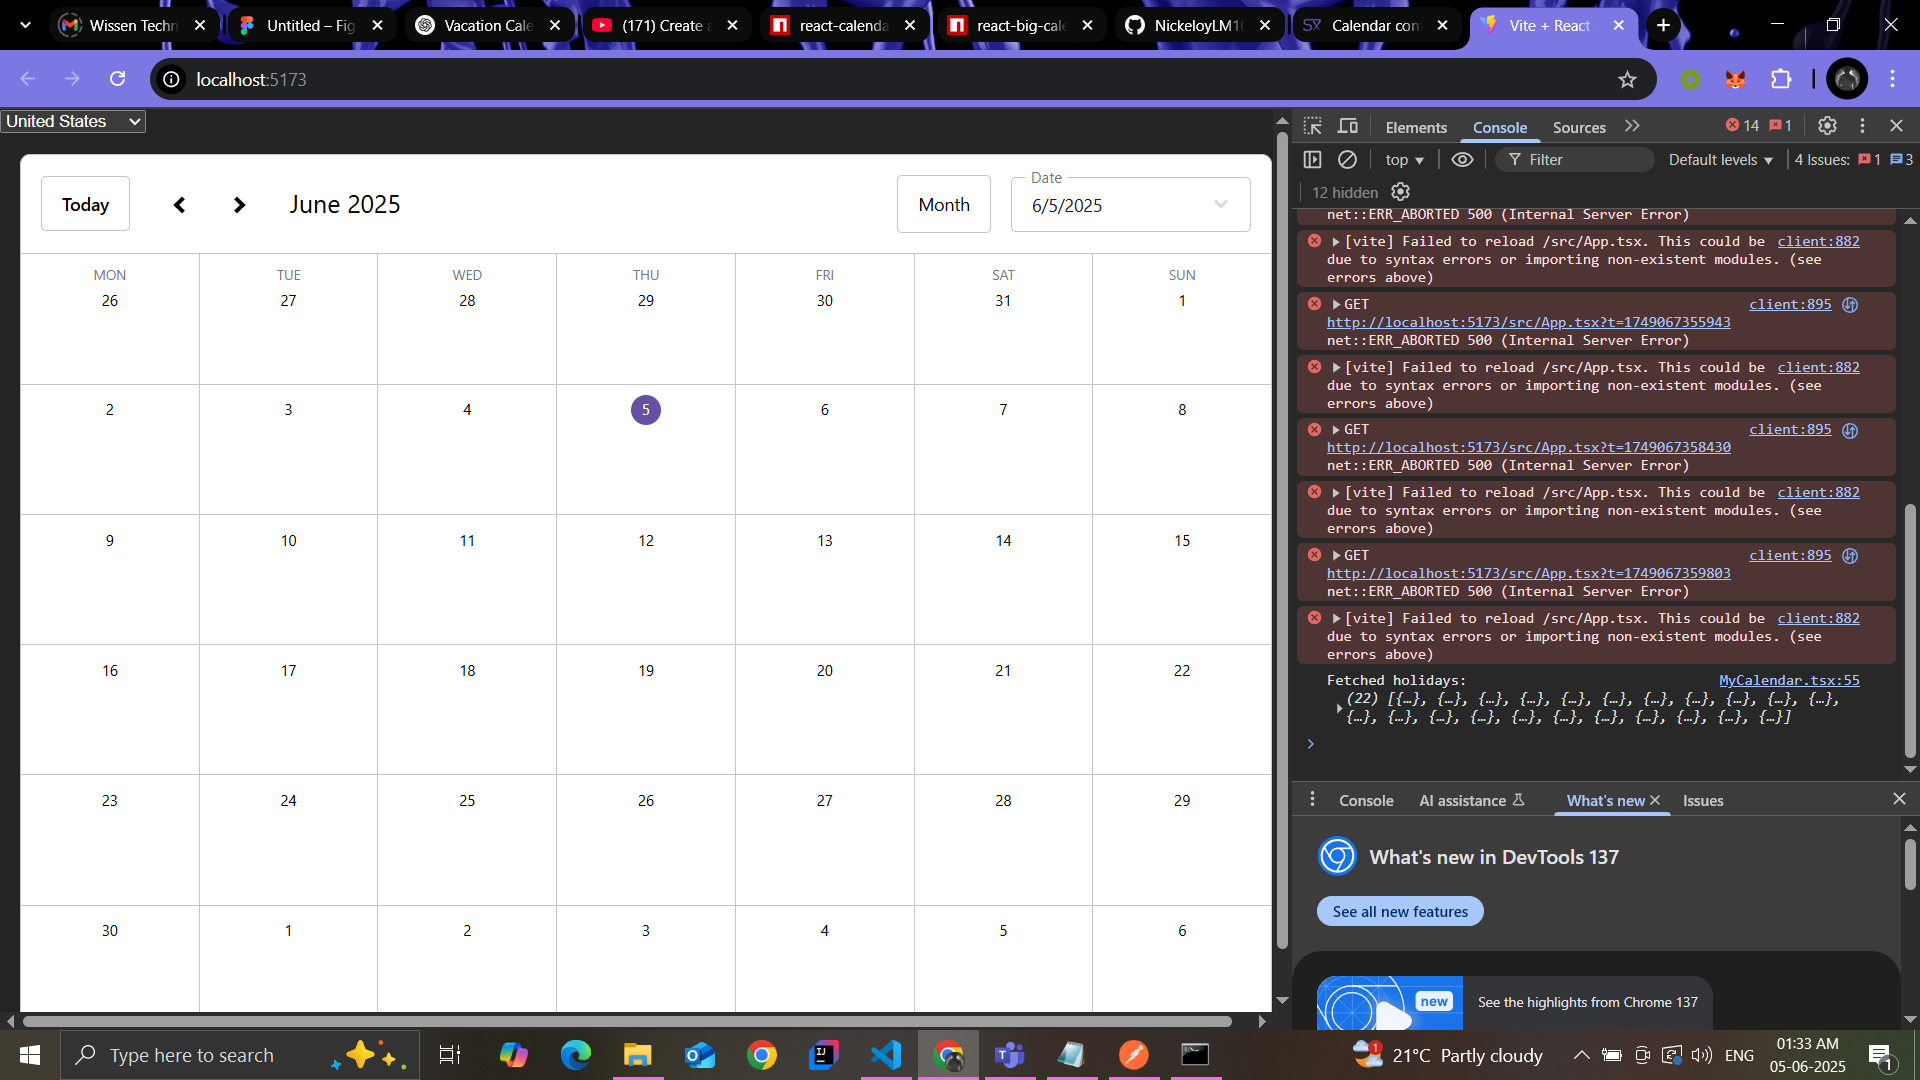 Wissen Techn
Untitled – Fig
Vacation Cale
(171) Create a
react-calenda
react-big-cale
NickeloyLM10
Calendar con
Vite + React
localhost:5173
United States
Today
June 2025
Month
Date
6/5/2025
MON TUE WED THU FRI SAT SUN
26 27 28 29 30 31 1
2 3 4 5 6 7 8
9 10 11 12 13 14 15
16 17 18 19 20 21 22
23 24 25 26 27 28 29
30 1 2 3 4 5 6
Elements Console Sources 14 1
top Filter Default levels 4 Issues: 1 3
12 hidden
net::ERR_ABORTED 500 (Internal Server Error)
[vite] Failed to reload /src/App.tsx. This could be client:882
due to syntax errors or importing non-existent modules. (see
errors above)
GET client:895
http://localhost:5173/src/App.tsx?t=1749067355943
net::ERR_ABORTED 500 (Internal Server Error)
[vite] Failed to reload /src/App.tsx. This could be client:882
due to syntax errors or importing non-existent modules. (see
errors above)
GET client:895
http://localhost:5173/src/App.tsx?t=1749067358430
net::ERR_ABORTED 500 (Internal Server Error)
[vite] Failed to reload /src/App.tsx. This could be client:882
due to syntax errors or importing non-existent modules. (see
errors above)
GET client:895
http://localhost:5173/src/App.tsx?t=1749067359803
net::ERR_ABORTED 500 (Internal Server Error)
[vite] Failed to reload /src/App.tsx. This could be client:882
due to syntax errors or importing non-existent modules. (see
errors above)
Fetched holidays: MyCalendar.tsx:55
(22) [{…}, {…}, {…}, {…}, {…}, {…}, {…}, {…}, {…}, {…}, {…},
{…}, {…}, {…}, {…}, {…}, {…}, {…}, {…}, {…}, {…}, {…}]
Console AI assistance What's new Issues
What's new in DevTools 137
See all new features
new
See the highlights from Chrome 137
Type here to search
21°C Partly cloudy
ENG
01:33 AM
05-06-2025
1